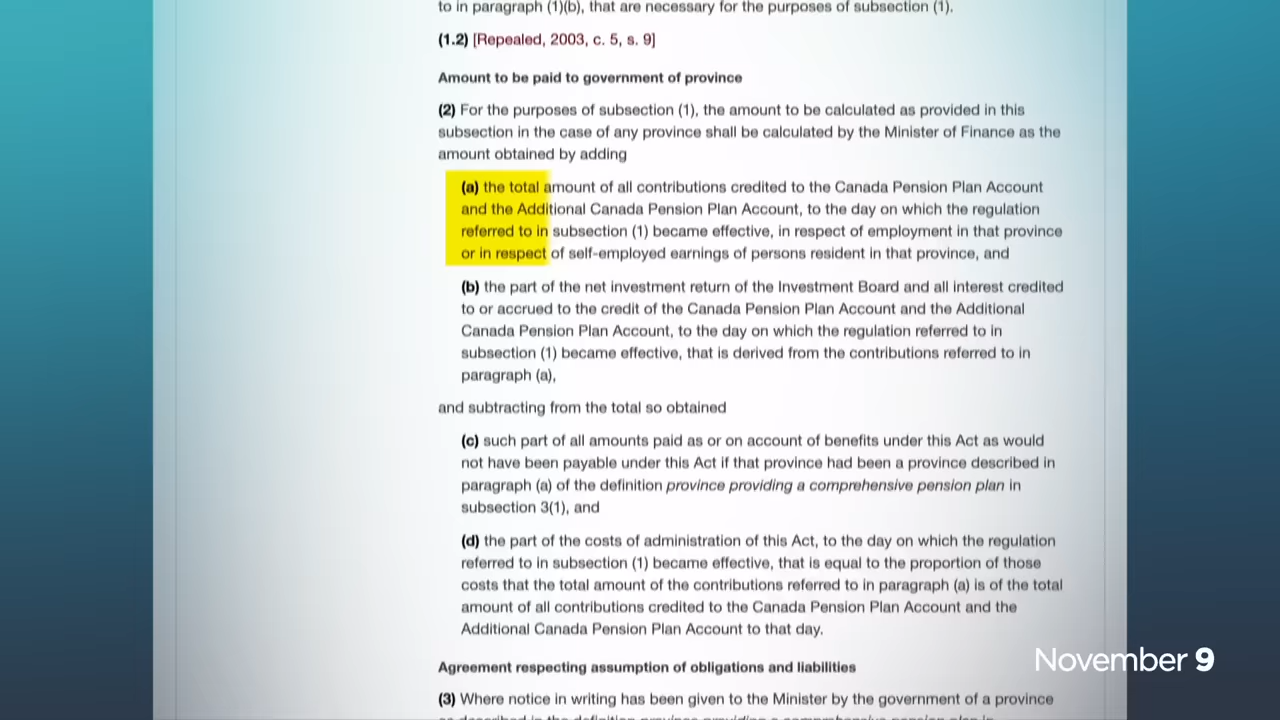 to in paragraph (1)(b), that are necessary for the purposes of subsection (1).
(1.2) [Repealed, 2003, c. 5, s. 9]
Amount to be paid to government of province
(2) For the purposes of subsection (1), the amount to be calculated as provided in this
subsection in the case of any province shall be calculated by the Minister of Finance as the
amount obtained by adding
(a) the total amount of all contributions credited to the Canada Pension Plan Account
and the Additional Canada Pension Plan Account, to the day on which the regulation
referred to in subsection (1) became effective, in respect of employment in that province
or in respect of self-employed earnings of persons resident in that province, and
(b) the part of the net investment return of the Investment Board and all interest credited
to or accrued to the credit of the Canada Pension Plan Account and the Additional
Canada Pension Plan Account, to the day on which the regulation referred to in
subsection (1) became effective, that is derived from the contributions referred to in
paragraph (a),
and subtracting from the total so obtained
(c) such part of all amounts paid as or on account of benefits under this Act as would
not have been payable under this Act if that province had been a province described in
paragraph (a) of the definition province providing a comprehensive pension plan in
subsection 3(1), and
(d) the part of the costs of administration of this Act, to the day on which the regulation
referred to in subsection (1) became effective, that is equal to the proportion of those
costs that the total amount of the contributions referred to in paragraph (a) is of the total
amount of all contributions credited to the Canada Pension Plan Account and the
Additional Canada Pension Plan Account to that day.
Agreement respecting assumption of obligations and liabilities
(3) Where notice in writing has been given to the Minister by the government of a province
November 9